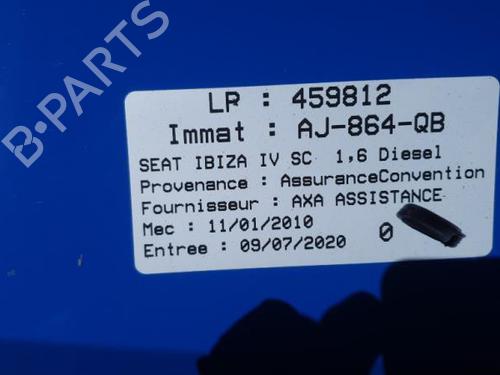 B-PARTS
LP : 459812
Immat : AJ-864-QB
SEAT IBIZA IV SC 1,6 Diesel
Provenance : AssuranceConvention
Fournisseur : AXA ASSISTANCE
Mec : 11/01/2010
Entree : 09/07/2020 0